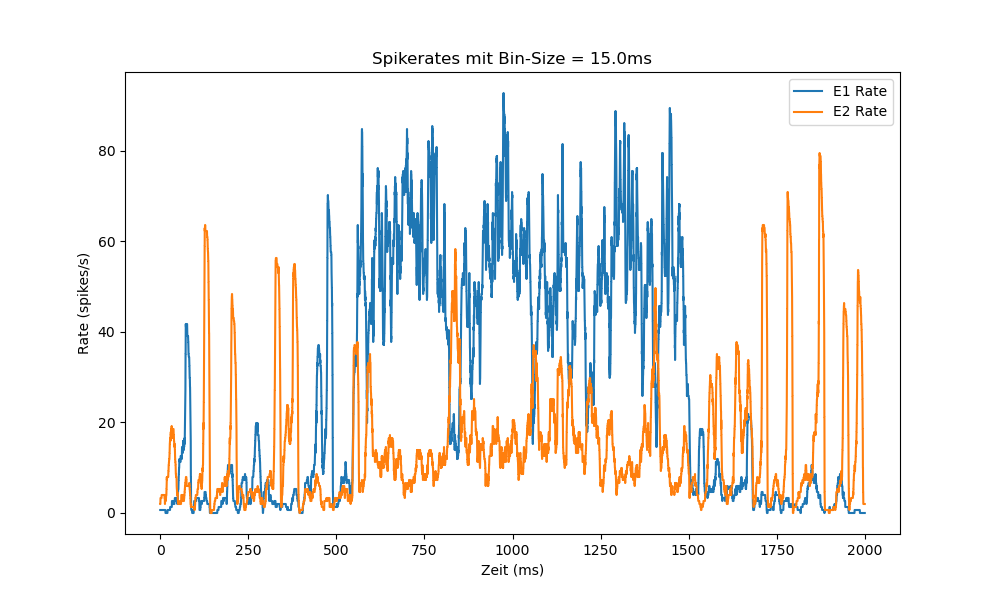 Spikerates mit Bin-Size = 15.0ms
E1 Rate
E2 Rate
80
60
40
20
0
Rate (spikes/s)
0 250 500 750 1000 1250 1500 1750 2000
Zeit (ms)